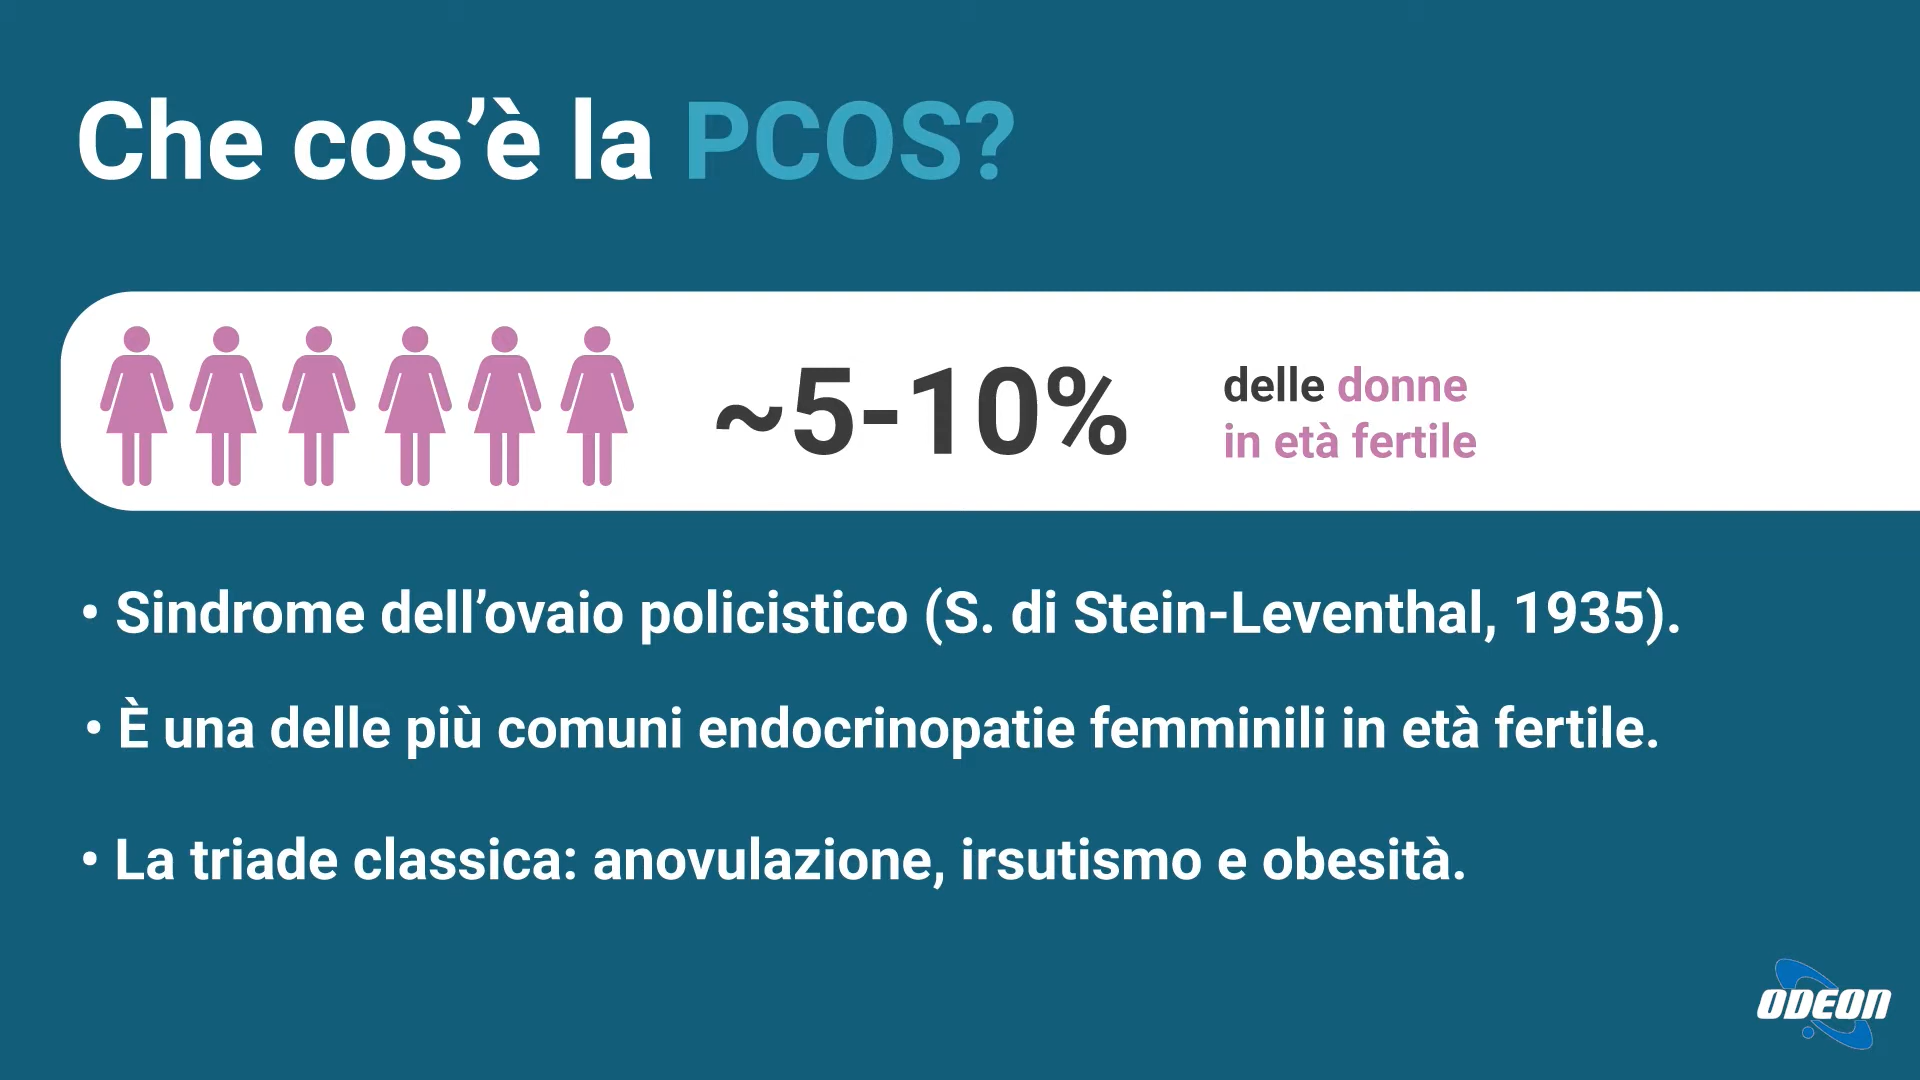 Che cos’è la PCOS?
~5-10%
delle donne
in età fertile
• Sindrome dell’ovaio policistico (S. di Stein-Leventhal, 1935).
• È una delle più comuni endocrinopatie femminili in età fertile.
• La triade classica: anovulazione, irsutismo e obesità.
ODEON